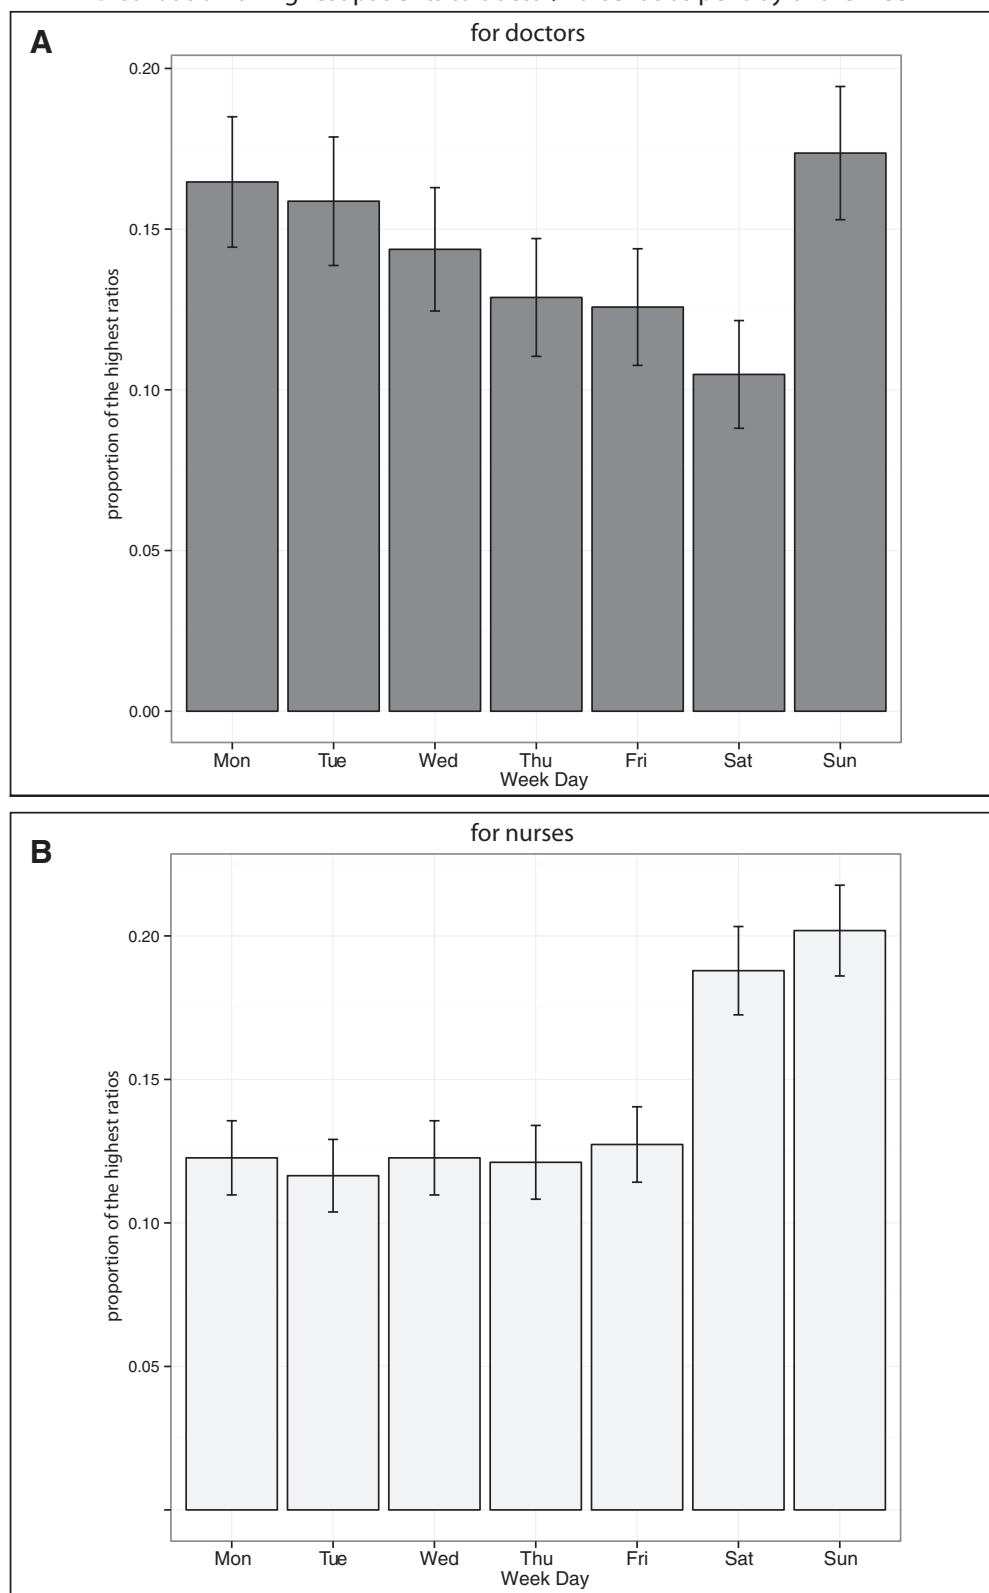 for doctors
A
0.20
0.15
0.10
0.05
0.00
proportion of the highest ratios
Mon Tue Wed Thu Fri Sat Sun
Week Day
for nurses
B
0.20
0.15
0.10
0.05
proportion of the highest ratios
Mon Tue Wed Thu Fri Sat Sun
Week Day